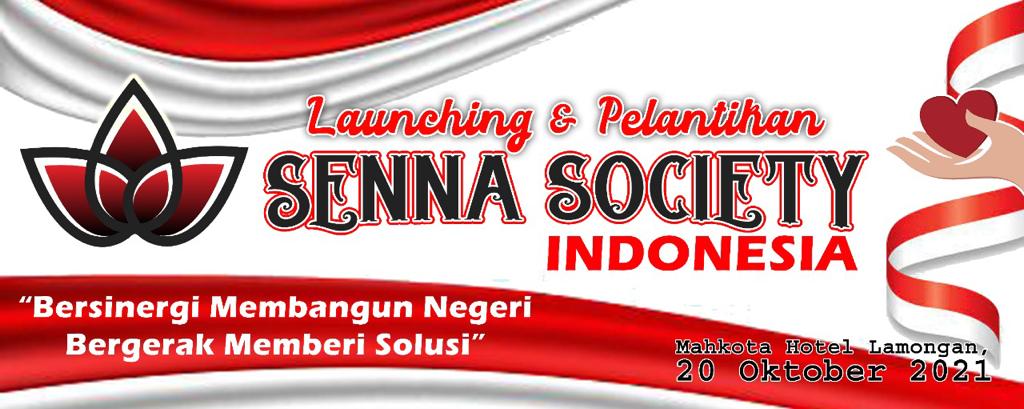 Launching & Pelantikan
SENNA SOCIETY
INDONESIA
“Bersinergi Membangun Negeri
Bergerak Memberi Solusi”
Mahkota Hotel Lamongan,
20 Oktober 2021